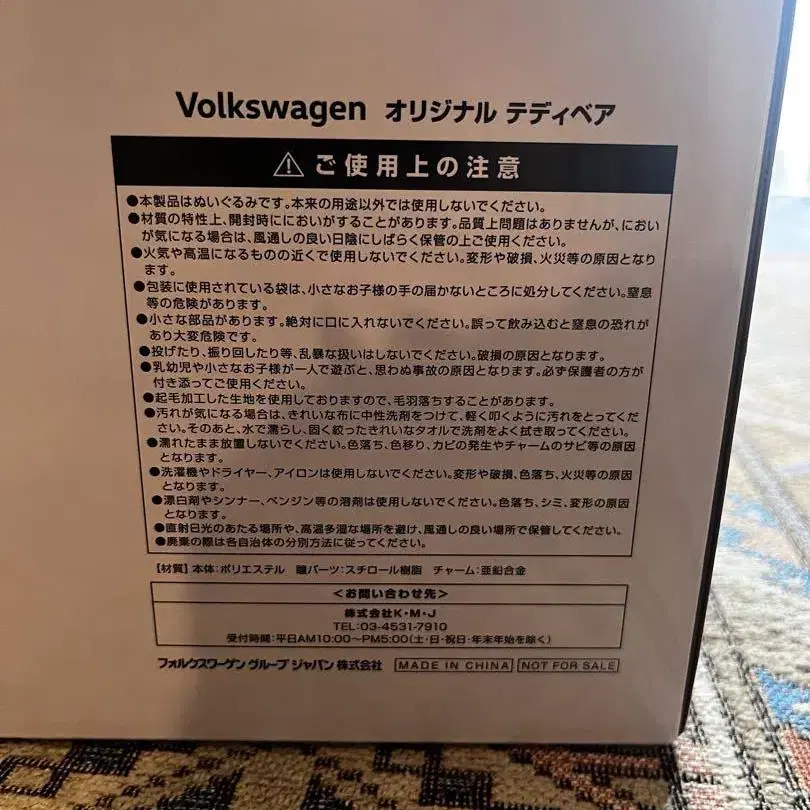 Volkswagen オリジナル テディベア
⚠ ご使用上の注意
●本製品はぬいぐるみです。本来の用途以外では使用しないでください。
●材質の特性上、開封時ににおいがすることがあります。品質上問題はありませんが、におい
が気になる場合は、風通しの良い日陰にしばらく保管の上ご使用ください。
●火気や高温になるものの近くで使用しないでください。変形や破損、火災等の原因となり
ます。
●包装に使用されている袋は、小さなお子様の手の届かないところに処分してください。窒息
等の危険があります。
●小さな部品があります。絶対に口に入れないでください。誤って飲み込むと窒息の恐れが
あり大変危険です。
●投げたり、振り回したり等、乱暴な扱いはしないでください。破損の原因となります。
●乳幼児や小さなお子様が一人で遊ぶと、思わぬ事故の原因となります。必ず保護者の方が
付き添ってご使用ください。
●起毛加工した生地を使用しておりますので、毛羽落ちすることがあります。
●汚れが気になる場合は、きれいな布に中性洗剤をつけて、軽く叩くように汚れをとってくだ
さい。そのあと、水で濡らし、固く絞ったきれいなタオルで洗剤をよく拭き取ってください。
●濡れたまま放置しないでください。色落ち、色移り、カビの発生やチャームのサビ等の原因
となります。
●洗濯機やドライヤー、アイロンは使用しないでください。変形や破損、色落ち、火災等の原因
となります。
●漂白剤やシンナー、ベンジン等の溶剤は使用しないでください。色落ち、シミ、変形の原因
となります。
●直射日光のあたる場所や、高温多湿な場所を避け、風通しの良い場所で保管してください。
●廃棄の際は各自治体の分別方法に従ってください。
【材質】本体:ポリエステル 瞳パーツ:スチロール樹脂 チャーム:亜鉛合金
<お問い合わせ先>
株式会社K・M・J
TEL:03-4531-7910
受付時間:平日AM10:00~PM5:00(土・日・祝日・年末年始を除く)
フォルクスワーゲン グループ ジャパン 株式会社 MADE IN CHINA NOT FOR SALE